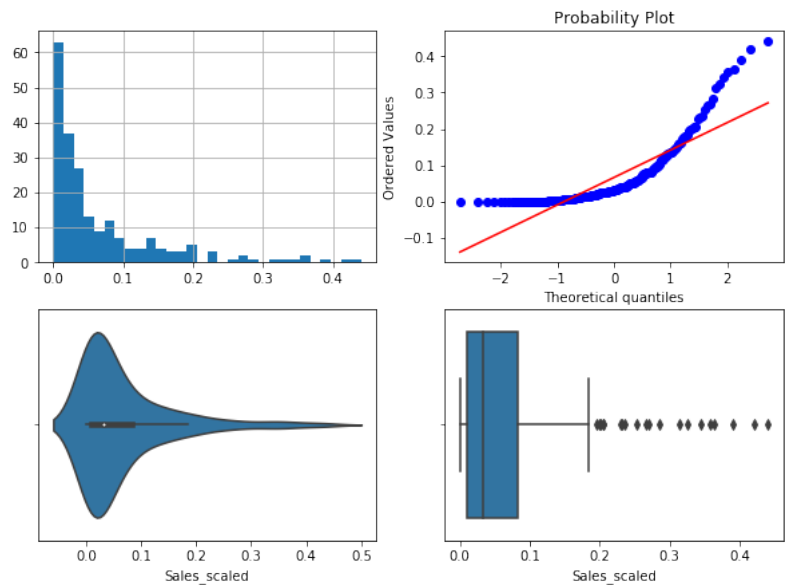 Probability Plot
60
50
40
30
20
10
0
0.0 0.1 0.2 0.3 0.4
Ordered Values
0.4
0.3
0.2
0.1
0.0
−0.1
−2 −1 0 1 2
Theoretical quantiles
0.0 0.1 0.2 0.3 0.4 0.5
Sales_scaled
0.0 0.1 0.2 0.3 0.4
Sales_scaled